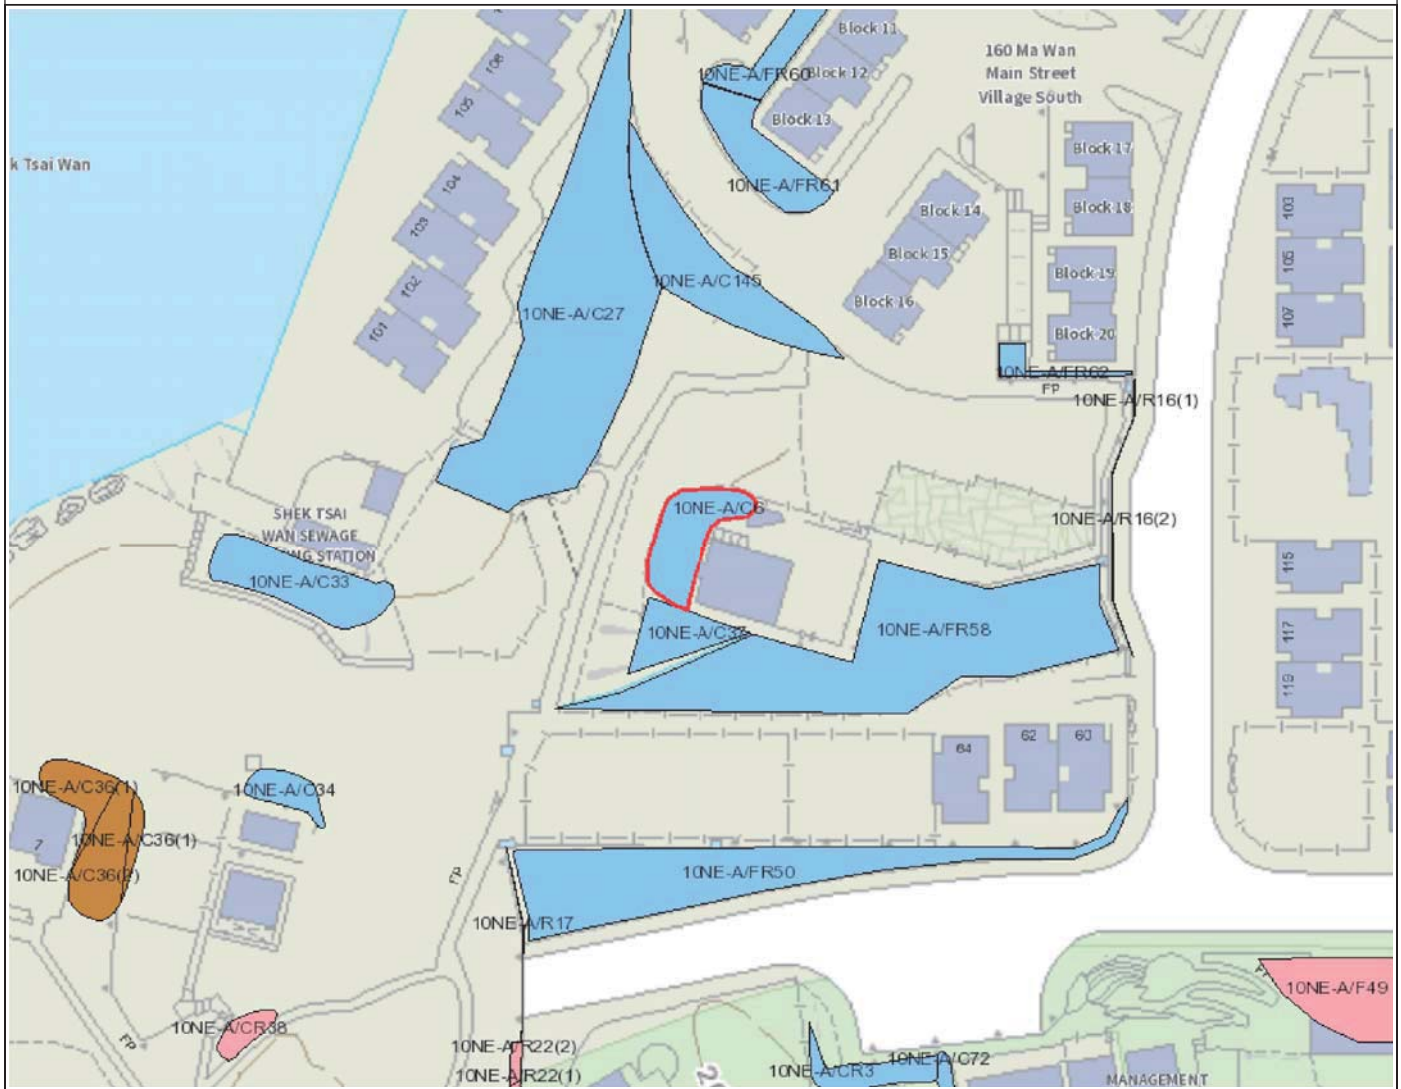 Block 11
106
10NE-A/FR60
Block 12
160 Ma Wan
Main Street
Village South
105
Block 13
Block 17
k Tsai Wan
104
10NE-A/FR61
103
Block 14
Block 18
103
Block 15
105
102
10NE-A/C145
Block 19
Block 16
10NE-A/C27
107
101
Block 20
10NE-A/FR62
FP
10NE-A/R16(1)
10NE-A/C6
SHEK TSAI
WAN SEWAGE
NG STATION
10NE-A/R16(2)
10NE-A/C33
115
10NE-A/C37
10NE-A/FR58
117
119
64
62
60
10NE-A/C36(1)
10NE-A/C34
7
10NE-A/C36(1)
10NE-A/C36(2)
FP
10NE-A/FR50
10NE-A/R17
FP
10NE-A/F49
10NE-A/CR38
FP
10NE-A/R22(2)
10NE-A/C72
10NE-A/R22(1)
10NE-A/CR3
MANAGEMENT